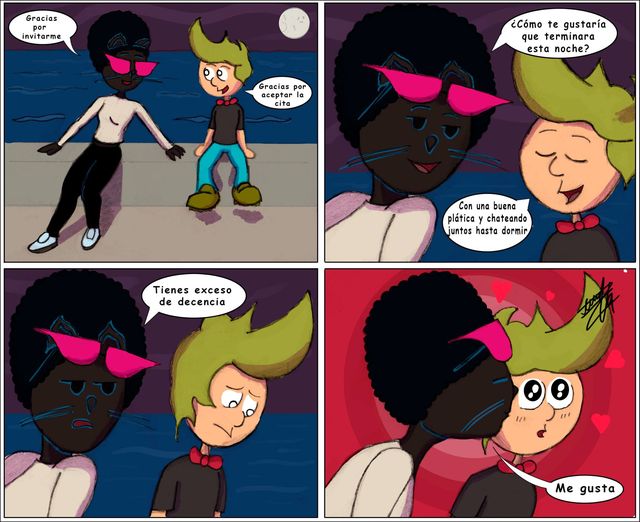 Gracias
por
invitarme
Gracias por
aceptar la
cita
¿Cómo te gustaría
que terminara
esta noche?
Con una buena
plática y chateando
juntos hasta dormir
Tienes exceso
de decencia
Me gusta